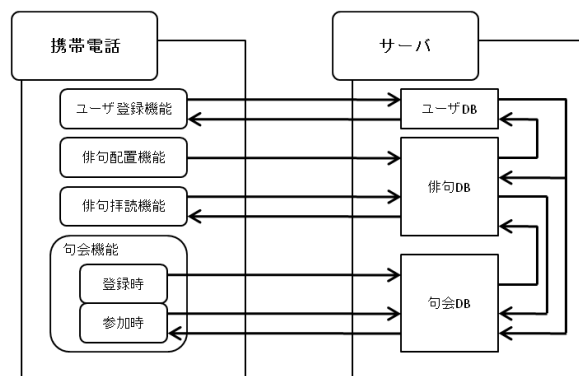 携帯電話
サーバ
ユーザ登録機能
ユーザDB
俳句配置機能
俳句DB
俳句拝読機能
句会機能
登録時
句会DB
参加時